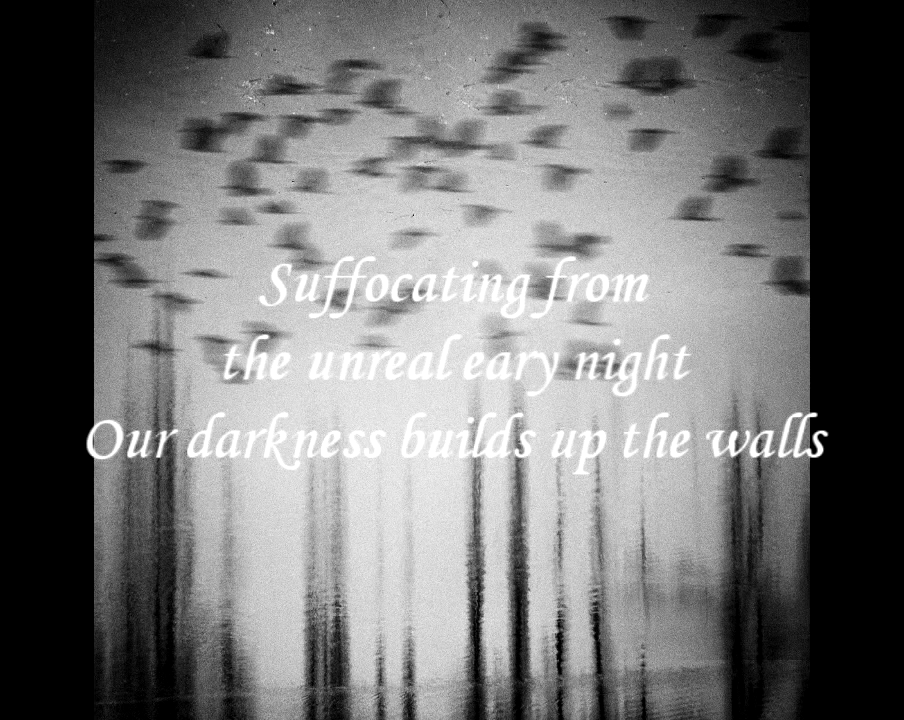 Suffocating from
the unreal eary night
Our darkness builds up the walls